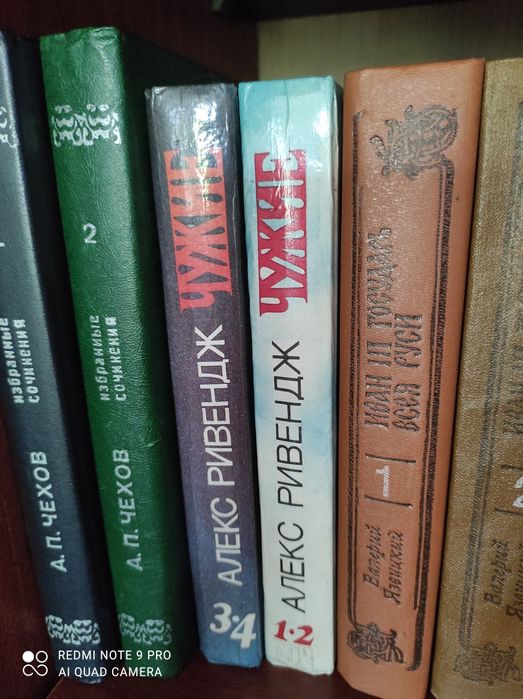 избранные
сочинения
А. П. ЧЕХОВ
2
избранные
сочинения
А. П. ЧЕХОВ
ЧУЖИЕ
АЛЕКС РИВЕНДЖ
3·4
ЧУЖИЕ
АЛЕКС РИВЕНДЖ
1·2
ИВАН III ГОСУДАРЬ
ВСЕЯ РУСИ
1
Валерий
Язвицкий
Валерий
REDMI NOTE 9 PRO
AI QUAD CAMERA